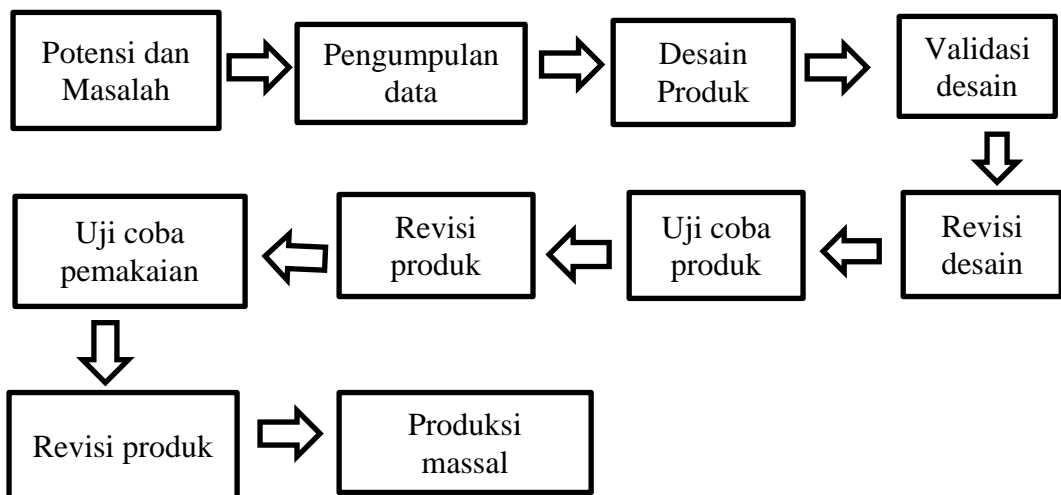 Potensi dan
Masalah
Pengumpulan
data
Desain
Produk
Validasi
desain
Revisi
desain
Uji coba
produk
Revisi
produk
Uji coba
pemakaian
Revisi produk
Produksi
massal